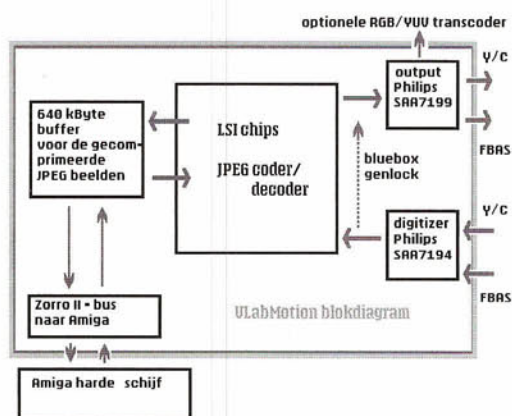 optionele RGB/YUV transcoder
Y/C
output
Philips
SAA7199
FBAS
640 kByte
buffer
voor de gecom-
primeerde
JPEG beelden
LSI chips
JPEG coder/
decoder
bluebox
genlock
Y/C
digitizer
Philips
SAA7194
FBAS
Zorro II - bus
naar Amiga
VLabMotion blokdiagram
Amiga harde schijf